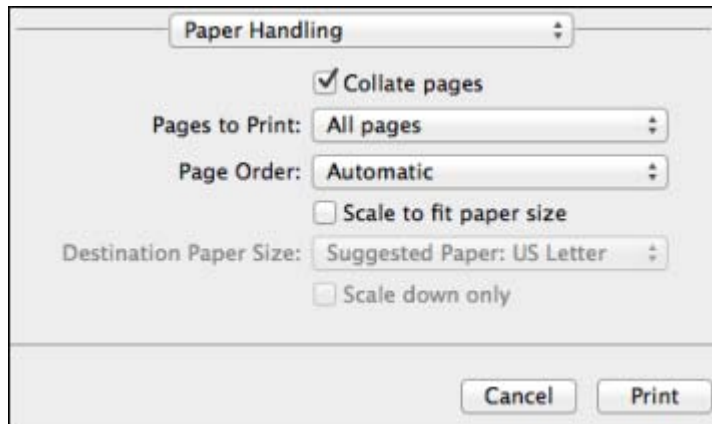 Paper Handling
Collate pages
Pages to Print: All pages
Page Order: Automatic
Scale to fit paper size
Destination Paper Size: Suggested Paper: US Letter
Scale down only
Cancel Print